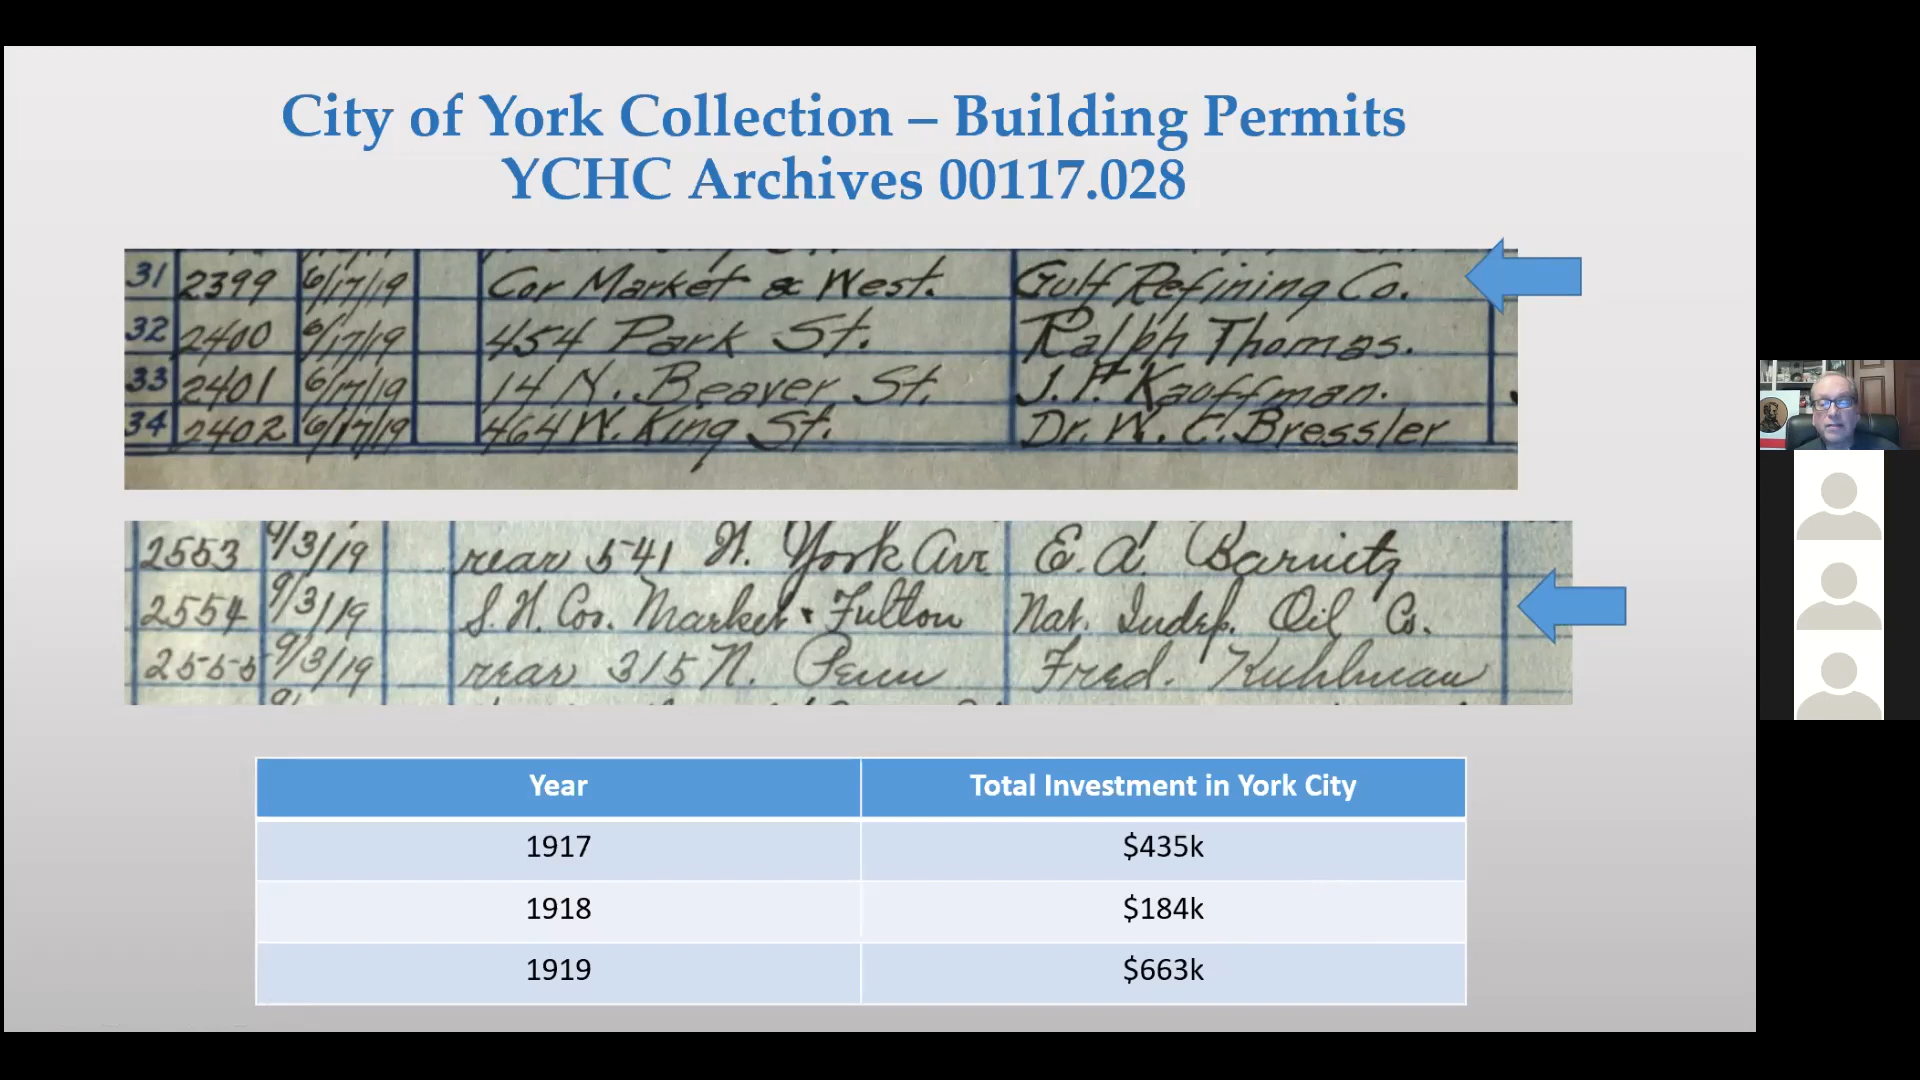 City of York Collection – Building Permits
YCHC Archives 00117.028
31 2399 6/17/19 Cor Market & West. Gulf Refining Co.
32 2400 6/17/19 454 Park St. Ralph Thomas.
33 2401 6/17/19 14 N. Beaver St. J. F. Kauffman.
34 2402 6/17/19 464 W. King St. Dr. W. C. Bressler
2553 9/3/19 rear 541 W. York Ave E. A. Barnitz
2554 9/3/19 S. W. Cor. Market & Fulton Nat. Indep. Oil Co.
2555 9/3/19 rear 315 N. Penn Fred. Kuhlman
Year Total Investment in York City
1917 $435k
1918 $184k
1919 $663k